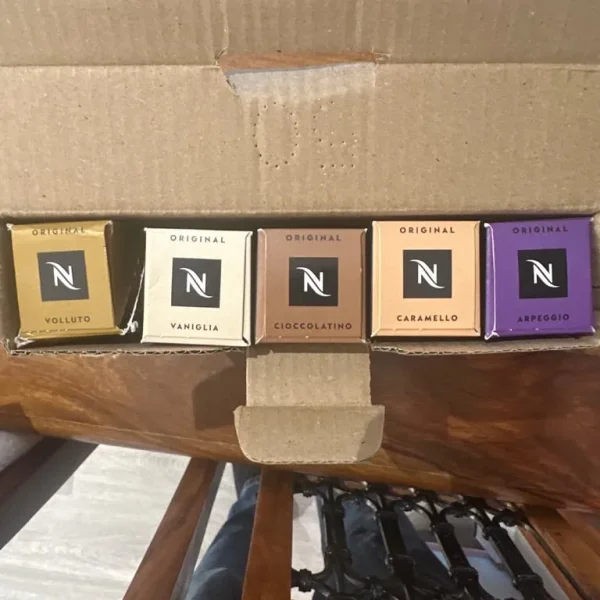 ORIGINAL
N
VOLLUTO
ORIGINAL
N
VANIGLIA
ORIGINAL
N
CIOCCOLATINO
ORIGINAL
N
CARAMELLO
ORIGINAL
N
ARPEGGIO